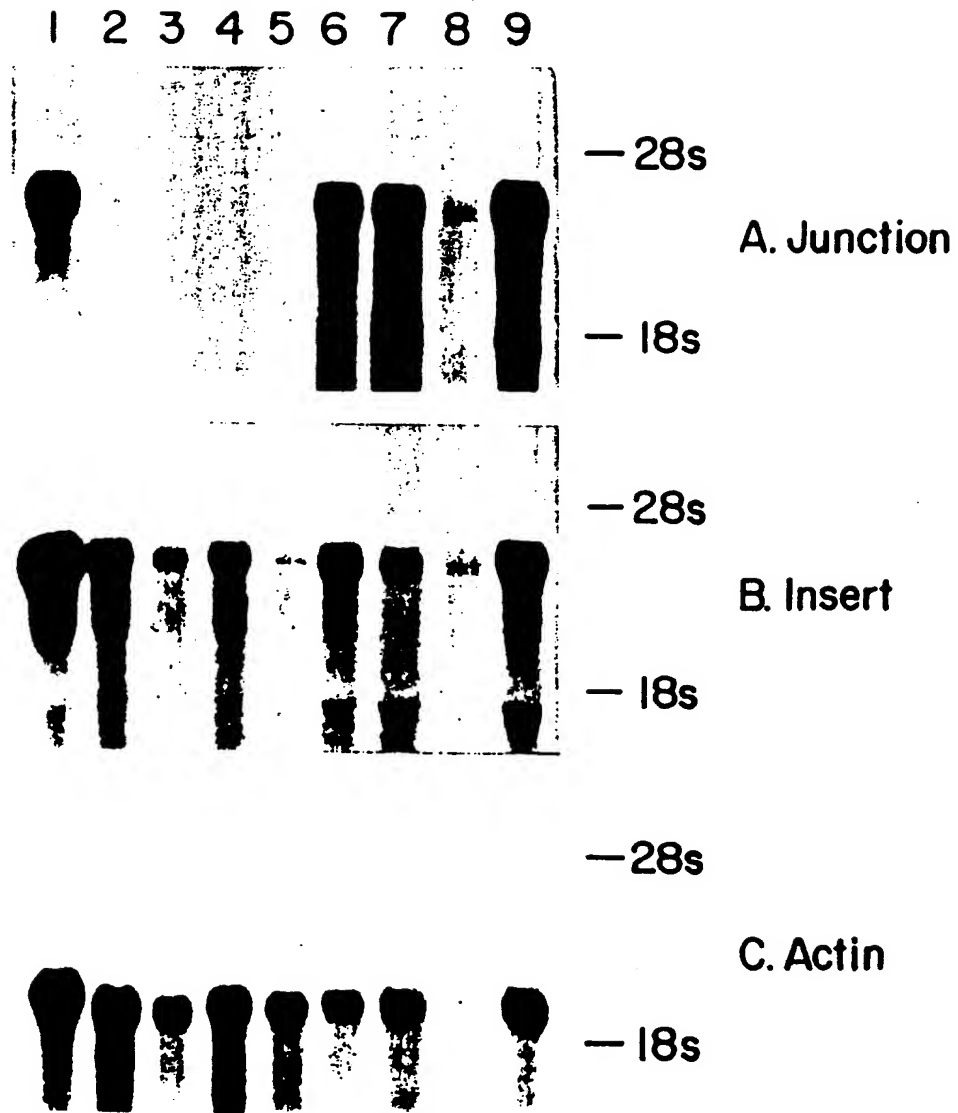 1 2 3 4 5 6 7 8 9
—28s
A. Junction
—18s
—28s
B. Insert
—18s
—28s
C. Actin
—18s